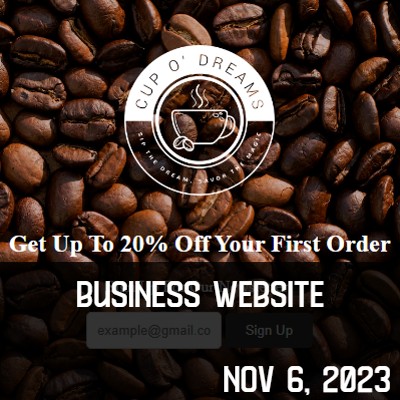 CUP O' DREAMS
SIP THE DREAM, SAVOR THE MAGIC
Get Up To 20% Off Your First Order
BUSINESS WEBSITE
example@gmail.co
Sign Up
NOV 6, 2023